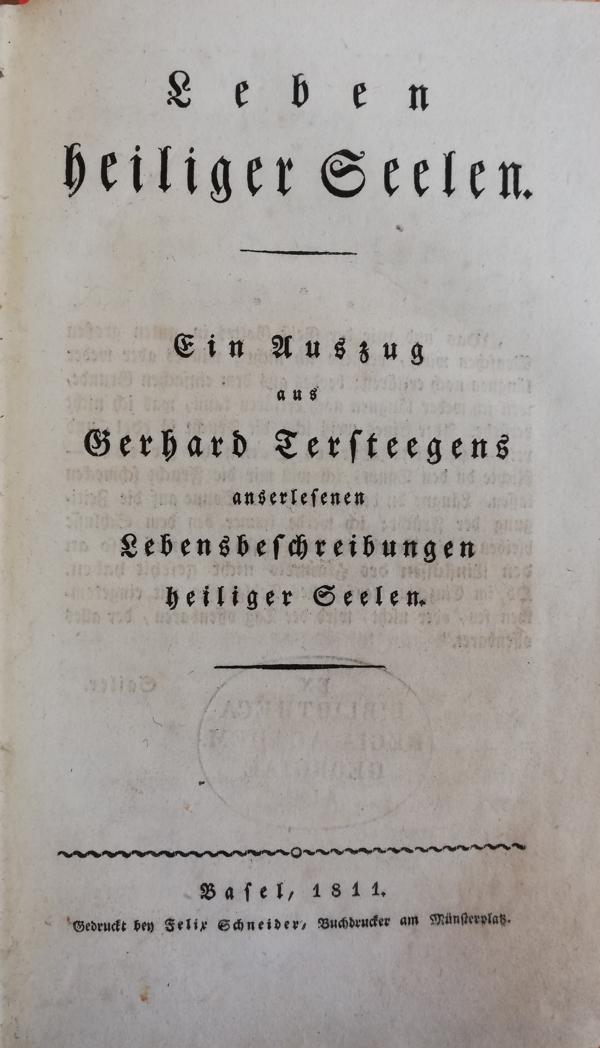 Leben
heiliger Seelen.
Ein Auszug
aus
Gerhard Tersteegens
auserlesenen
Lebensbeschreibungen
heiliger Seelen.
Basel, 1811.
Gedruckt bey Felix Schneider, Buchdrucker am Münsterplatz.